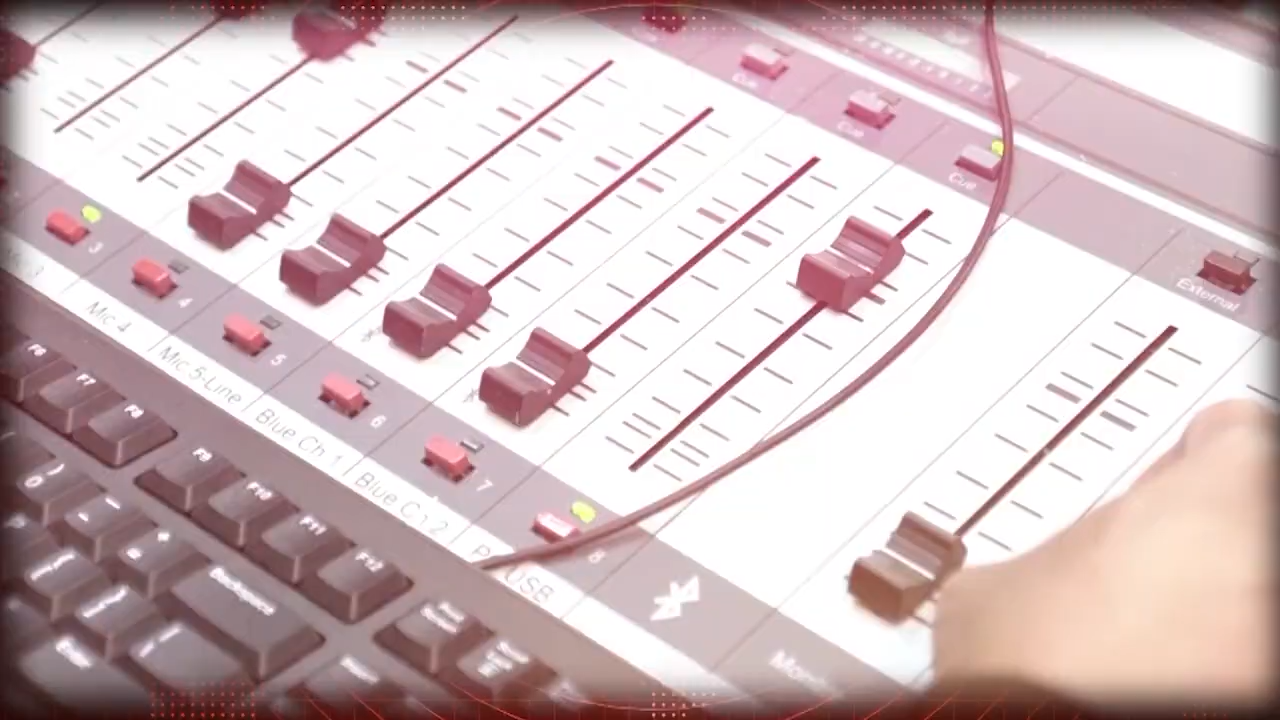 Cue
Cue
Cue
External
3
4
5
6
7
8
Mic 4
Mic 5-Line
Blue Ch 1
Blue Ch 2
USB
F6
F7
F8
F9
F10
F11
F12
Backspace